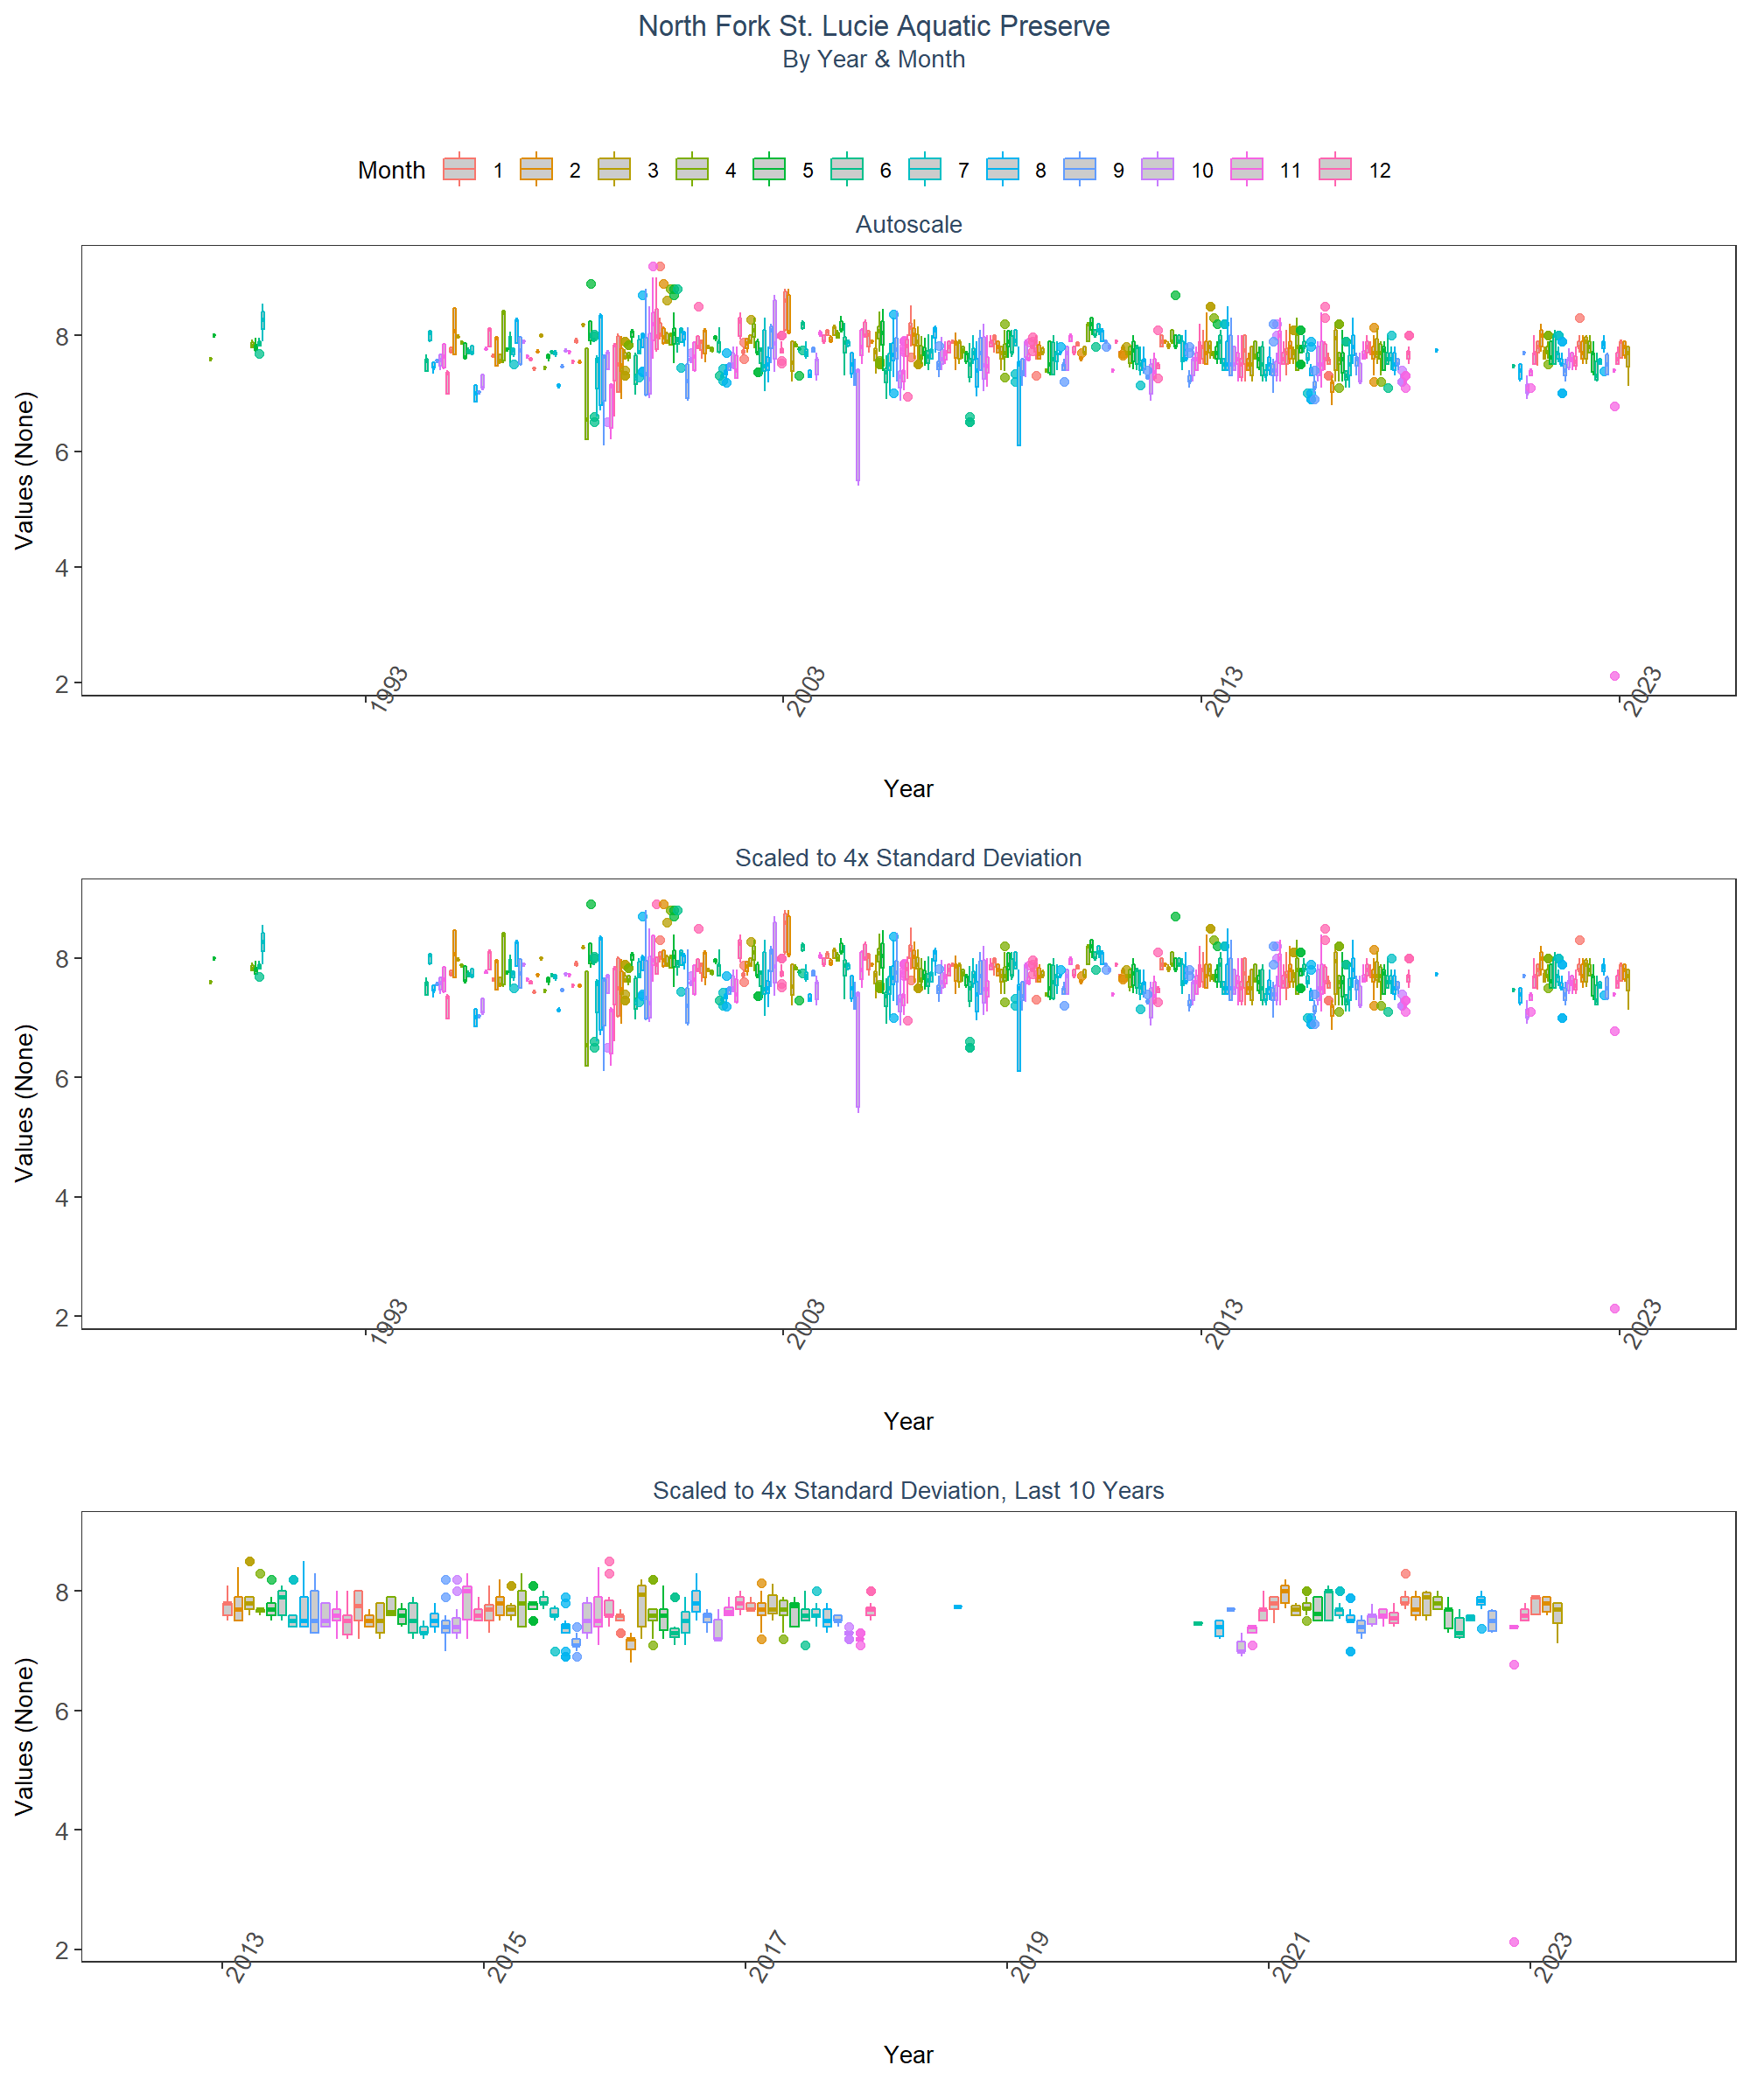 North Fork St. Lucie Aquatic Preserve
By Year & Month
Month 1 2 3 4 5 6 7 8 9 10 11 12
Autoscale
Values (None)
8
6
4
2
1993 2003 2013 2023
Year
Scaled to 4x Standard Deviation
Values (None)
8
6
4
2
1993 2003 2013 2023
Year
Scaled to 4x Standard Deviation, Last 10 Years
Values (None)
8
6
4
2
2013 2015 2017 2019 2021 2023
Year